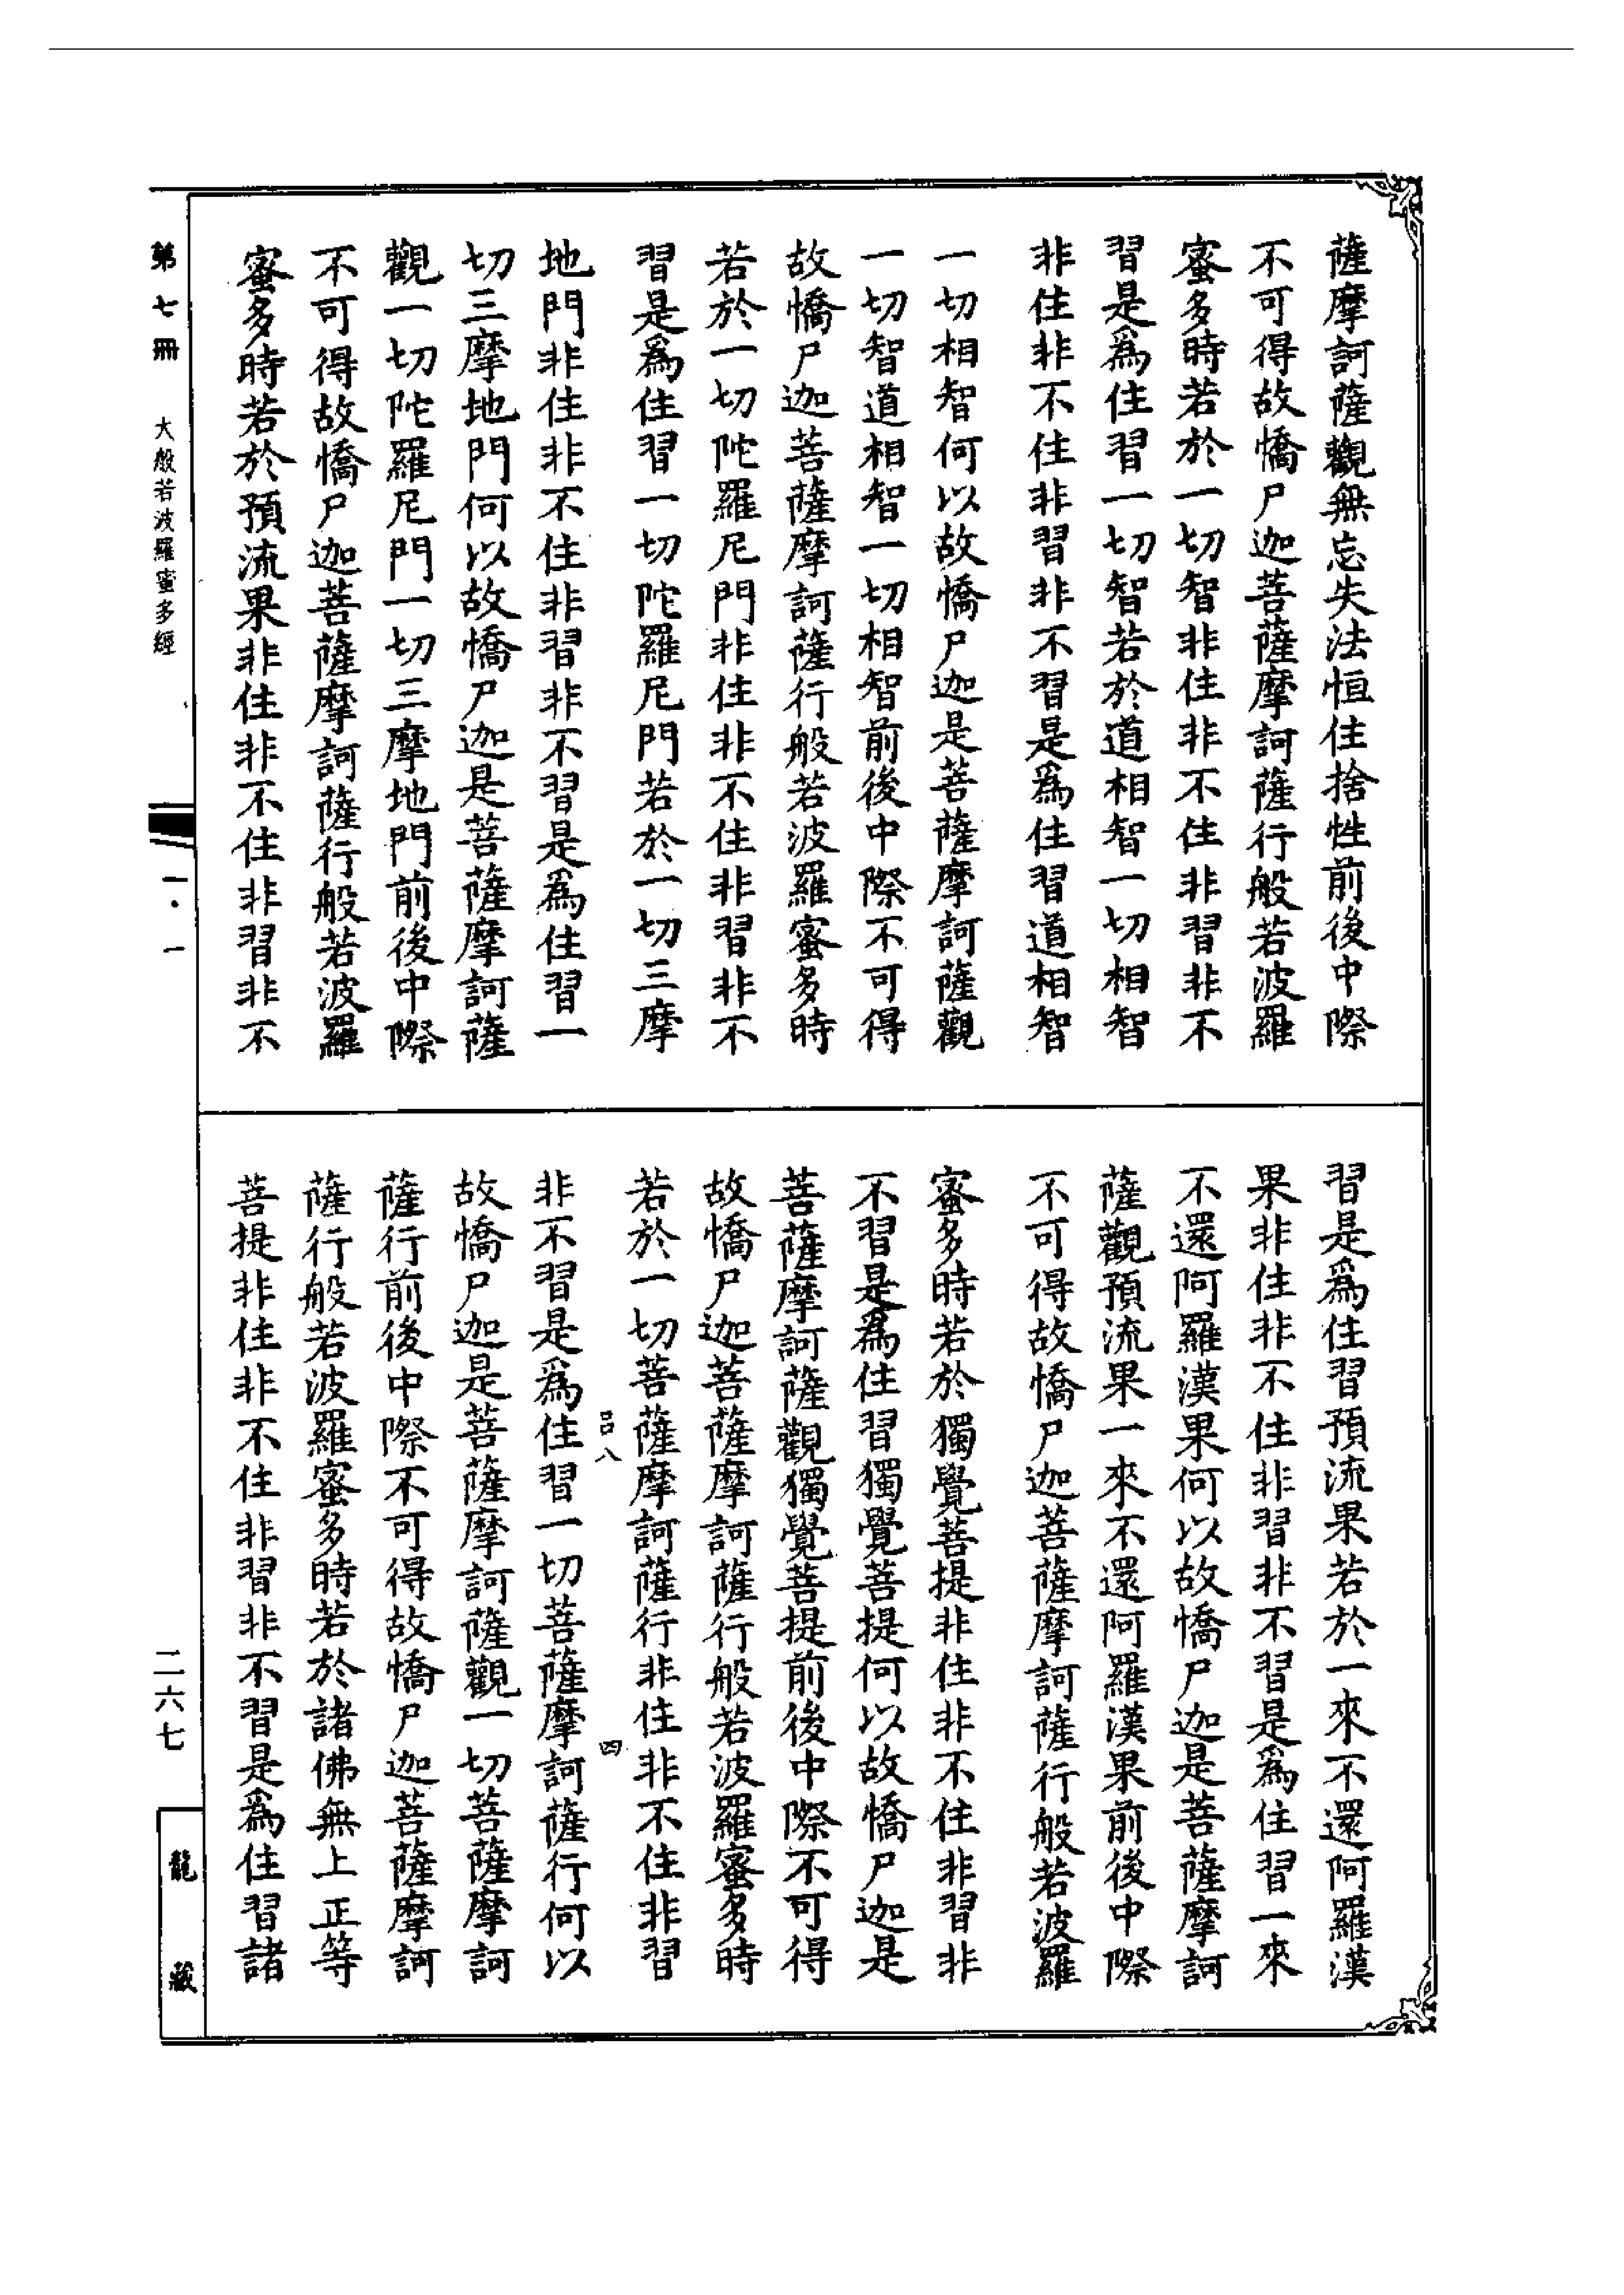 薩摩訶薩觀無忘失法恒住捨性前後中際
不可得故憍尸迦菩薩摩訶薩行般若波羅
蜜多時若於一切智非住非不住非習非不
習是爲住習一切智若於道相智一切相智
非住非不住非習非不習是爲住習道相智
一切相智何以故憍尸迦是菩薩摩訶薩觀
一切智道相智一切相智前後中際不可得
故憍尸迦菩薩摩訶薩行般若波羅蜜多時
若於一切陀羅尼門非住非不住非習非不
習是爲住習一切陀羅尼門若於一切三摩
地門非住非不住非習非不習是爲住習一
切三摩地門何以故憍尸迦是菩薩摩訶薩
觀一切陀羅尼門一切三摩地門前後中際
不可得故憍尸迦菩薩摩訶薩行般若波羅
蜜多時若於預流果非住非不住非習非不
習是爲住習預流果若於一來不還阿羅漢
果非住非不住非習非不習是爲住習一來
不還阿羅漢果何以故憍尸迦是菩薩摩訶
薩觀預流果一來不還阿羅漢果前後中際
不可得故憍尸迦菩薩摩訶薩行般若波羅
蜜多時若於獨覺菩提非住非不住非習非
不習是爲住習獨覺菩提何以故憍尸迦是
菩薩摩訶薩觀獨覺菩提前後中際不可得
故憍尸迦菩薩摩訶薩行般若波羅蜜多時
若於一切菩薩摩訶薩行非住非不住非習
呂八 四
非不習是爲住習一切菩薩摩訶薩行何以
故憍尸迦是菩薩摩訶薩觀一切菩薩摩訶
薩行前後中際不可得故憍尸迦菩薩摩訶
薩行般若波羅蜜多時若於諸佛無上正等
菩提非住非不住非習非不習是爲住習諸
第七冊 大般若波羅蜜多經 一·一 二六七 龍藏